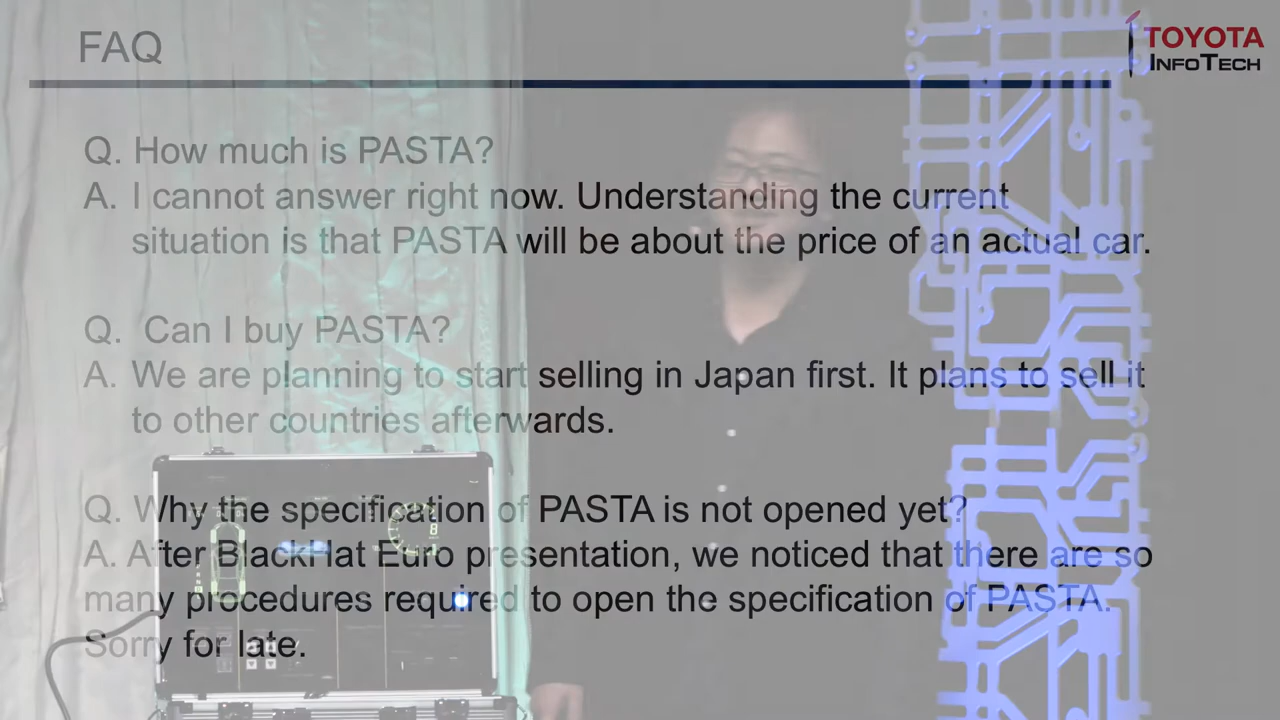 FAQ
TOYOTA
INFOTECH
Q. How much is PASTA?
A. I cannot answer right now. Understanding the current
situation is that PASTA will be about the price of an actual car.
Q. Can I buy PASTA?
A. We are planning to start selling in Japan first. It plans to sell it
to other countries afterwards.
Q. Why the specification of PASTA is not opened yet?
A. After BlackHat Euro presentation, we noticed that there are so
many procedures required to open the specification of PASTA.
Sorry for late.